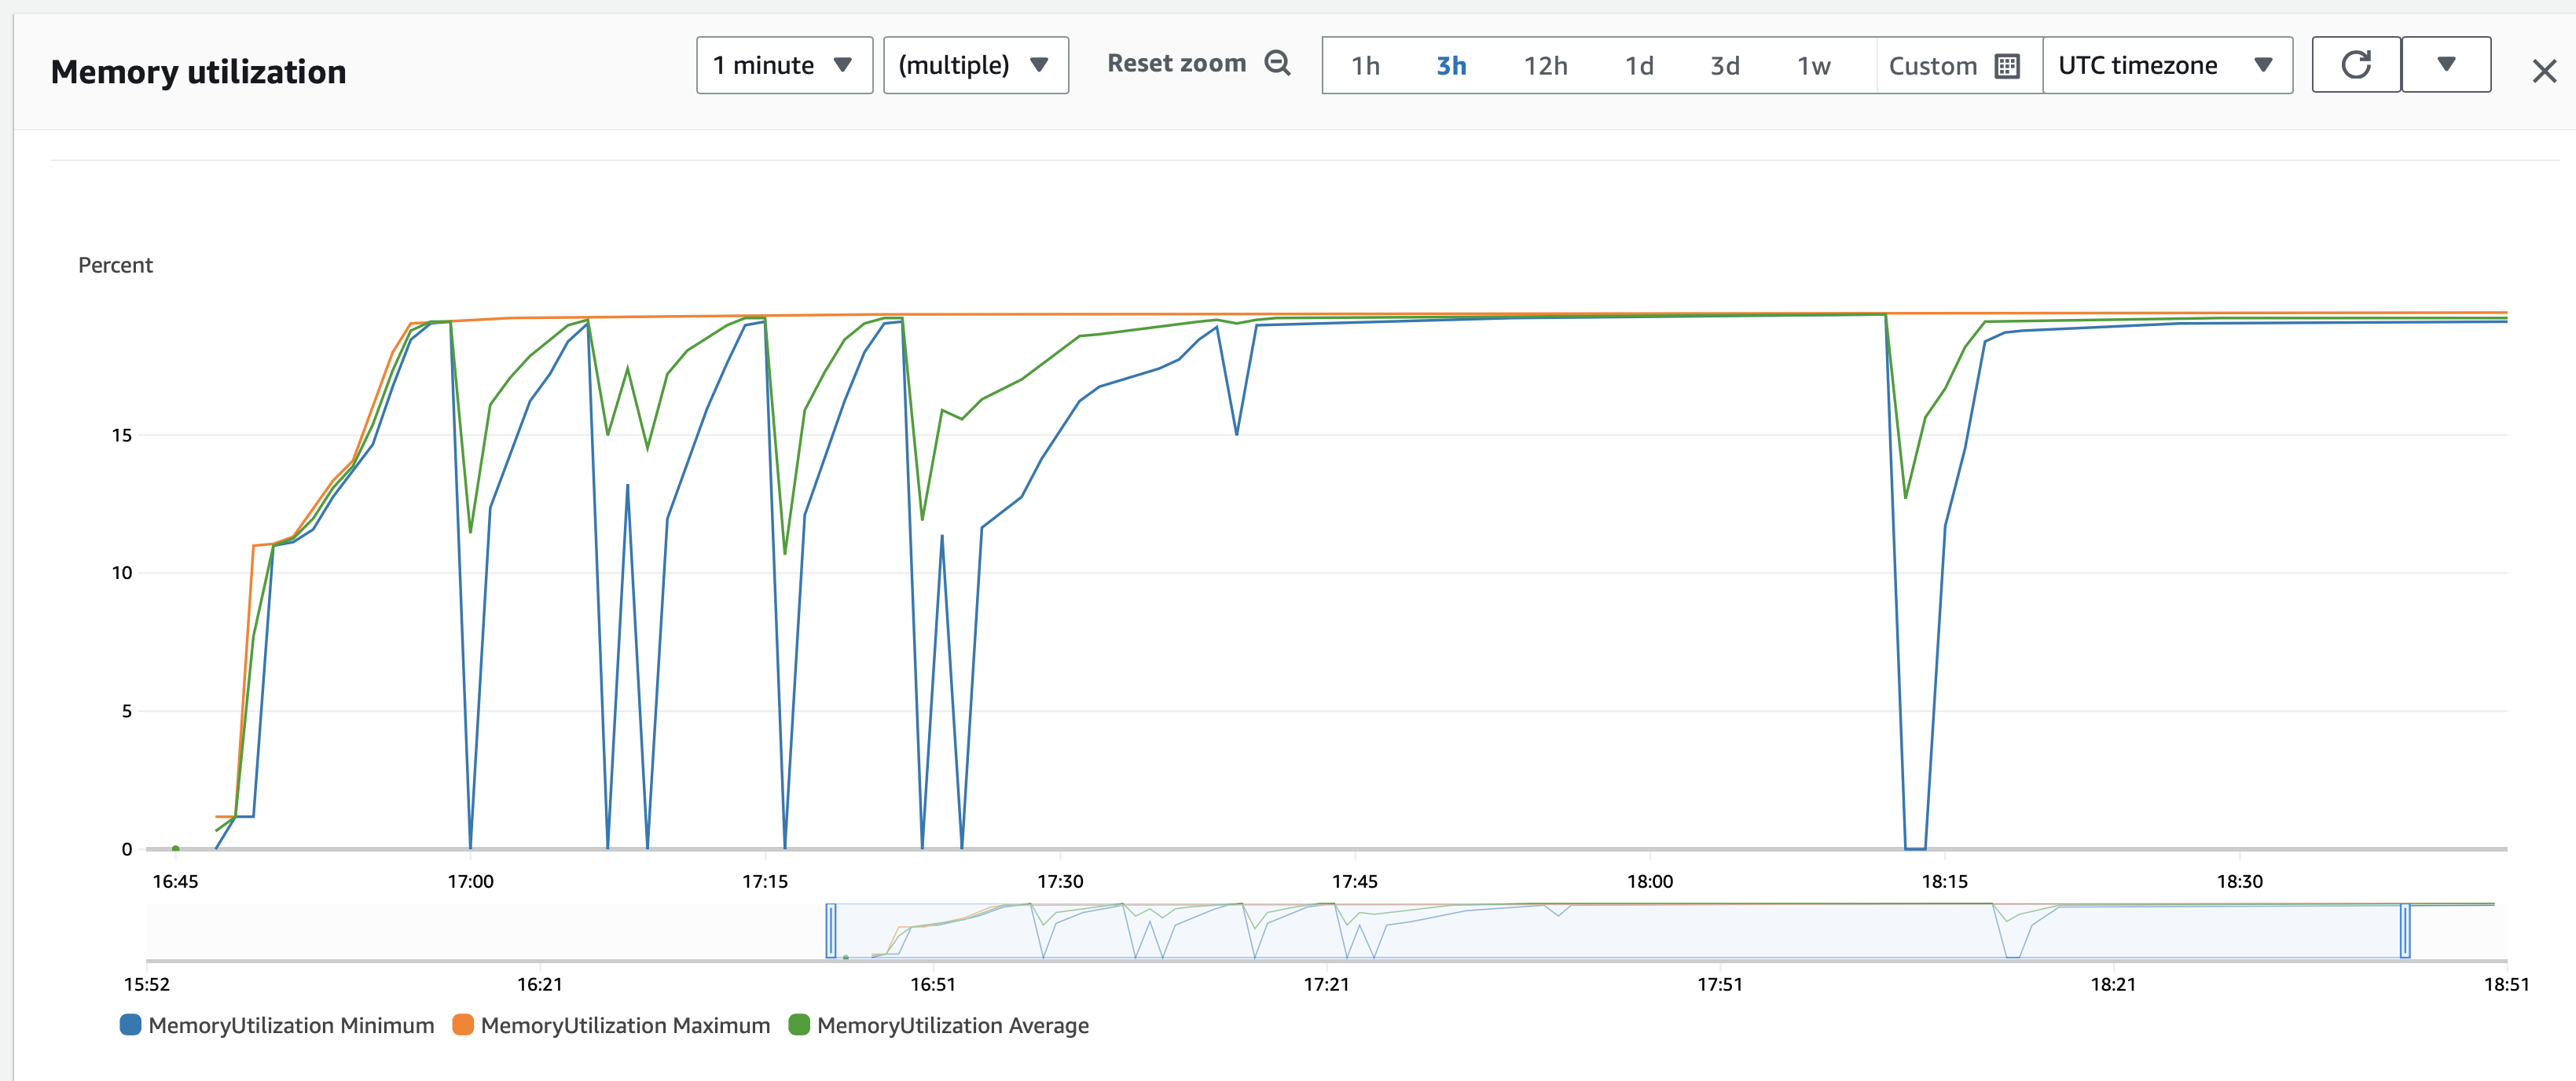 Memory utilization 1 minute (multiple) Reset zoom 1h 3h 12h 1d 3d 1w Custom UTC timezone
Percent
15
10
5
0
16:45 17:00 17:15 17:30 17:45 18:00 18:15 18:30
15:52 16:21 16:51 17:21 17:51 18:21 18:51
MemoryUtilization Minimum MemoryUtilization Maximum MemoryUtilization Average